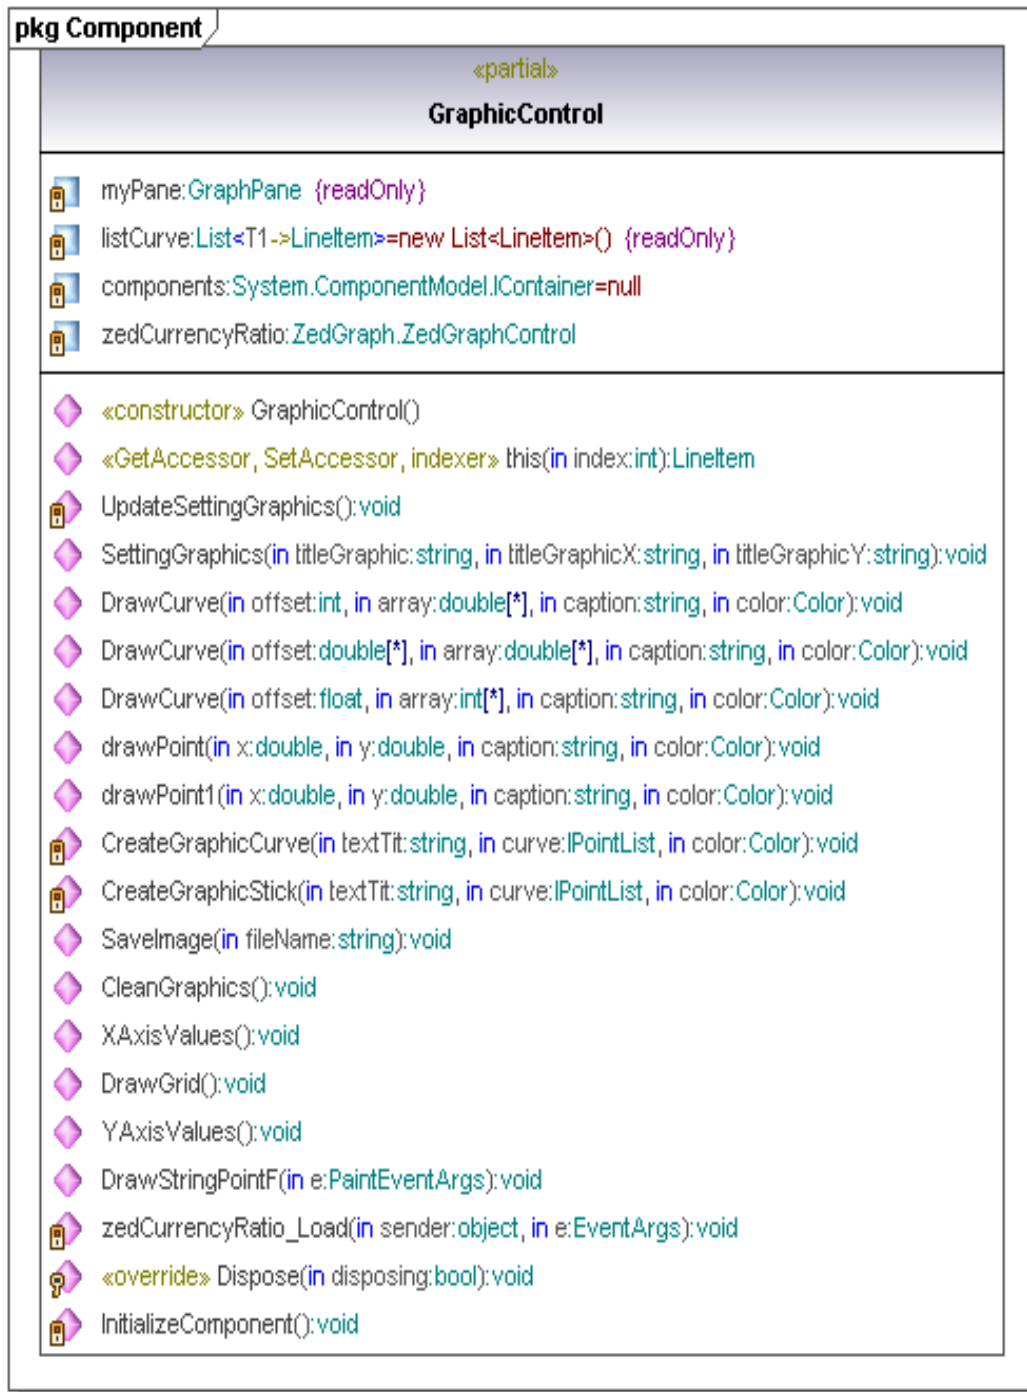 pkg Component
«partial»
GraphicControl
myPane:GraphPane {readOnly}
listCurve:List<T1->LineItem>=new List<LineItem>() {readOnly}
components:System.ComponentModel.IContainer=null
zedCurrencyRatio:ZedGraph.ZedGraphControl
«constructor» GraphicControl()
«GetAccessor, SetAccessor, indexer» this(in index:int):LineItem
UpdateSettingGraphics():void
SettingGraphics(in titleGraphic:string, in titleGraphicX:string, in titleGraphicY:string):void
DrawCurve(in offset:int, in array:double[*], in caption:string, in color:Color):void
DrawCurve(in offset:double[*], in array:double[*], in caption:string, in color:Color):void
DrawCurve(in offset:float, in array:int[*], in caption:string, in color:Color):void
drawPoint(in x:double, in y:double, in caption:string, in color:Color):void
drawPoint1(in x:double, in y:double, in caption:string, in color:Color):void
CreateGraphicCurve(in textTit:string, in curve:IPointList, in color:Color):void
CreateGraphicStick(in textTit:string, in curve:IPointList, in color:Color):void
SaveImage(in fileName:string):void
CleanGraphics():void
XAxisValues():void
DrawGrid():void
YAxisValues():void
DrawStringPointF(in e:PaintEventArgs):void
zedCurrencyRatio_Load(in sender:object, in e:EventArgs):void
«override» Dispose(in disposing:bool):void
InitializeComponent():void